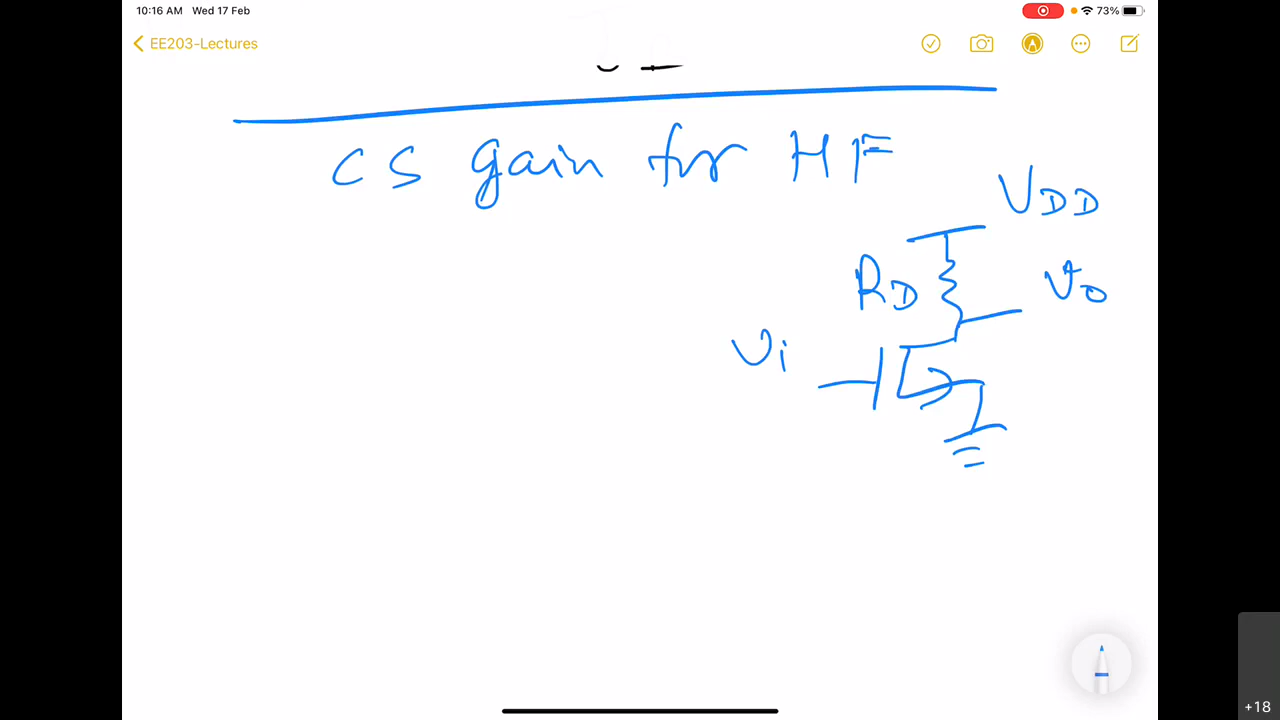 10:16 AM Wed 17 Feb
73%
EE203-Lectures
CS gain for HF
VDD
RD
vo
vi
+18